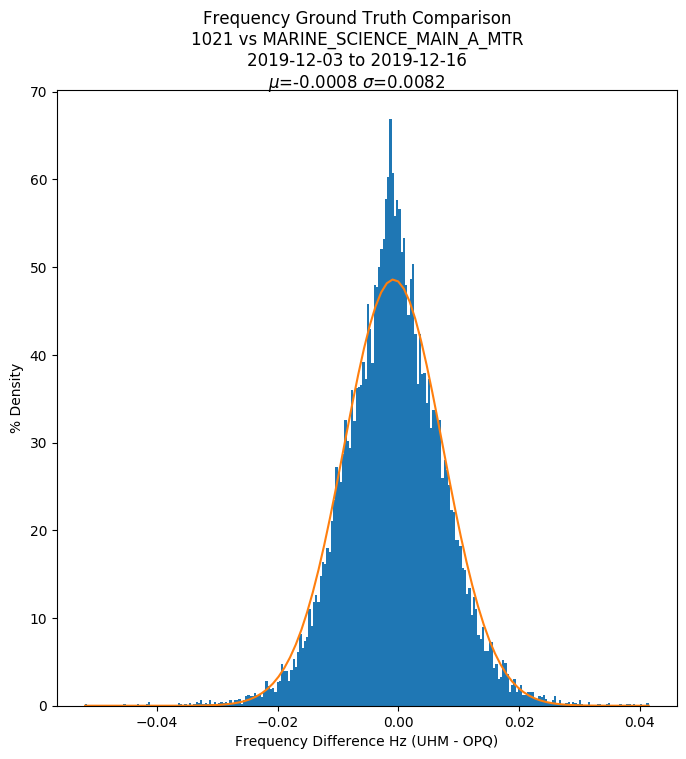 Frequency Ground Truth Comparison
1021 vs MARINE_SCIENCE_MAIN_A_MTR
2019-12-03 to 2019-12-16
μ=-0.0008 σ=0.0082
70
60
50
40
30
20
10
0
% Density
−0.04 −0.02 0.00 0.02 0.04
Frequency Difference Hz (UHM - OPQ)